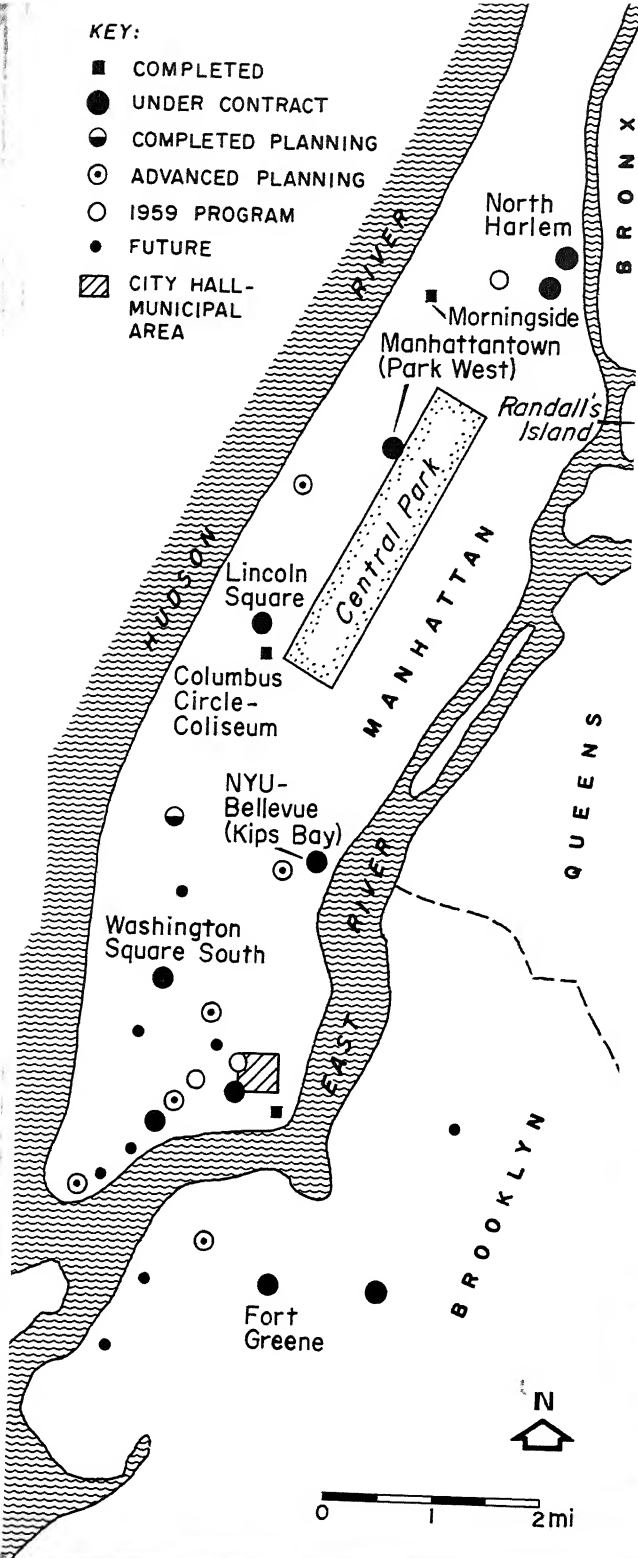 KEY:
COMPLETED
UNDER CONTRACT
COMPLETED PLANNING
ADVANCED PLANNING
1959 PROGRAM
FUTURE
CITY HALL-
MUNICIPAL
AREA
BRONX
North
Harlem
HUDSON RIVER
Morningside
Manhattantown
(Park West)
Randall's
Island
Central Park
MANHATTAN
Lincoln
Square
Columbus
Circle-
Coliseum
QUEENS
NYU-
Bellevue
(Kips Bay)
EAST RIVER
Washington
Square South
BROOKLYN
Fort
Greene
N
0 1 2mi